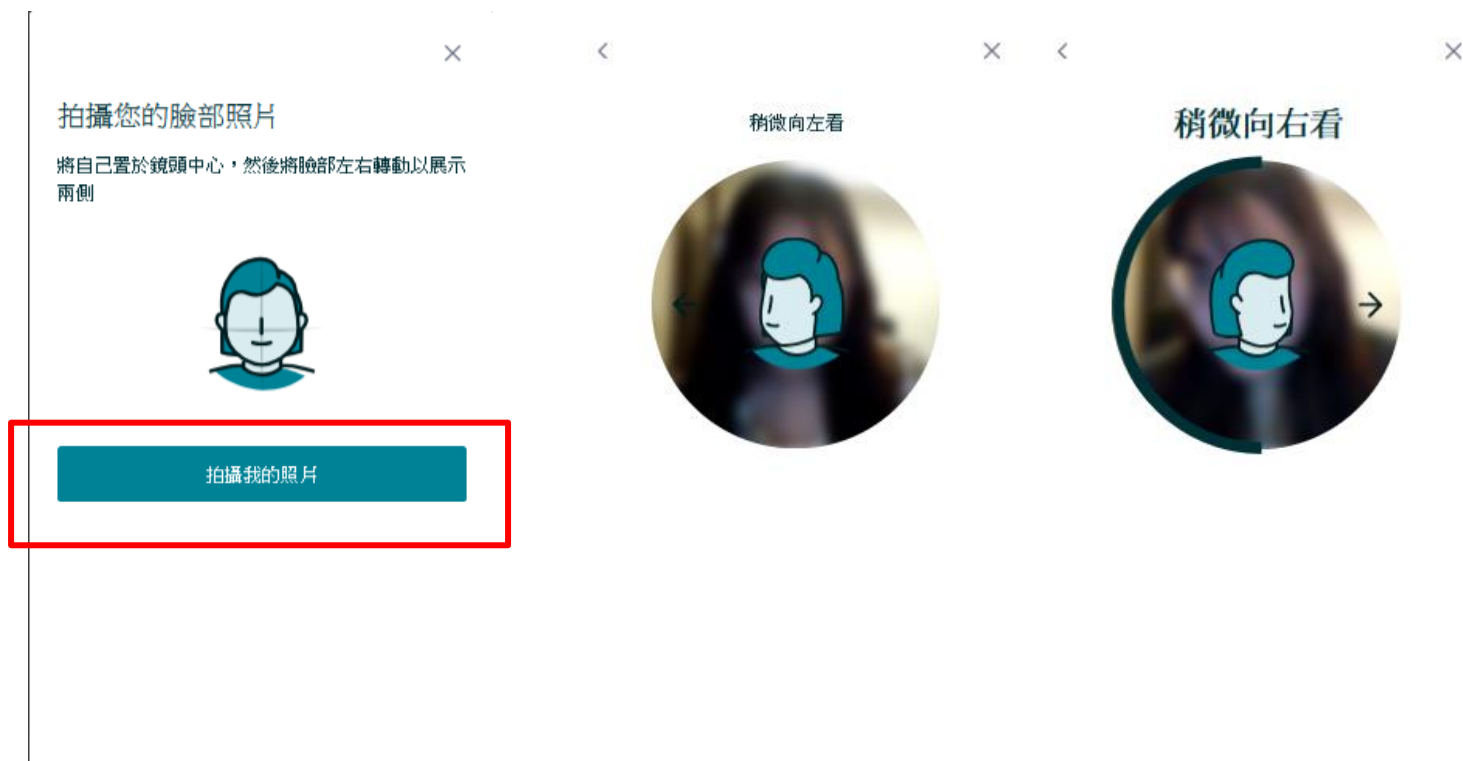 拍攝您的臉部照片
將自己置於鏡頭中心，然後將臉部左右轉動以展示
兩側
拍攝我的照片
稍微向左看
稍微向右看